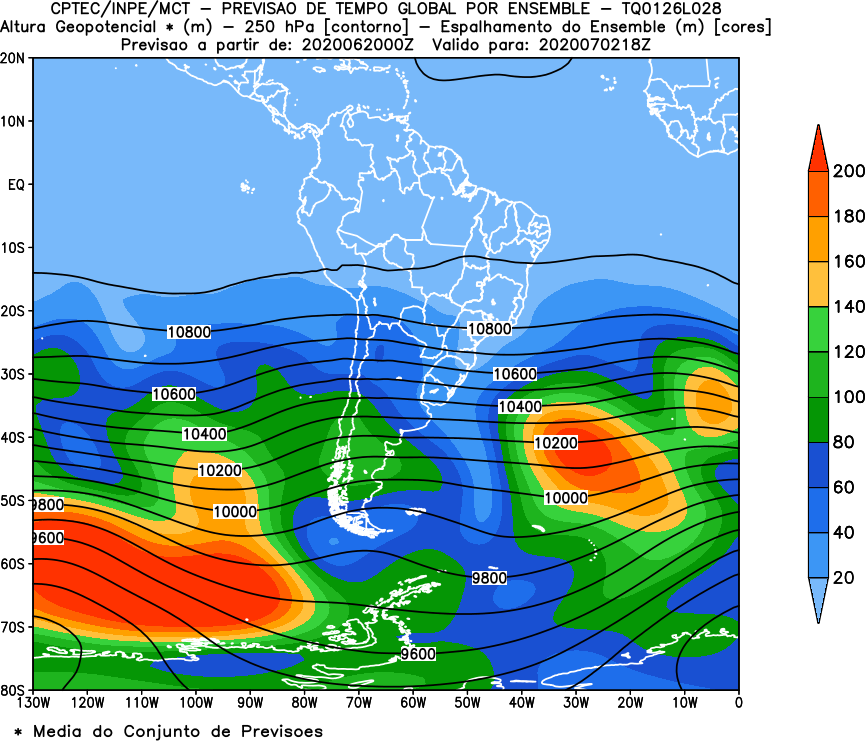 CPTEC/INPE/MCT − PREVISAO DE TEMPO GLOBAL POR ENSEMBLE − TQ0126L028
Altura Geopotencial * (m) − 250 hPa [contorno] − Espalhamento do Ensemble (m) [cores]
Previsao a partir de: 2020062000Z Valido para: 2020070218Z
20N
10N
EQ
10S
20S
30S
40S
50S
60S
70S
80S
10800 10800
10600 10600
10400 10400
10200 10200
10000 10000
9800 9800
9600 9600
130W 120W 110W 100W 90W 80W 70W 60W 50W 40W 30W 20W 10W 0
200
180
160
140
120
100
80
60
40
20
* Media do Conjunto de Previsoes